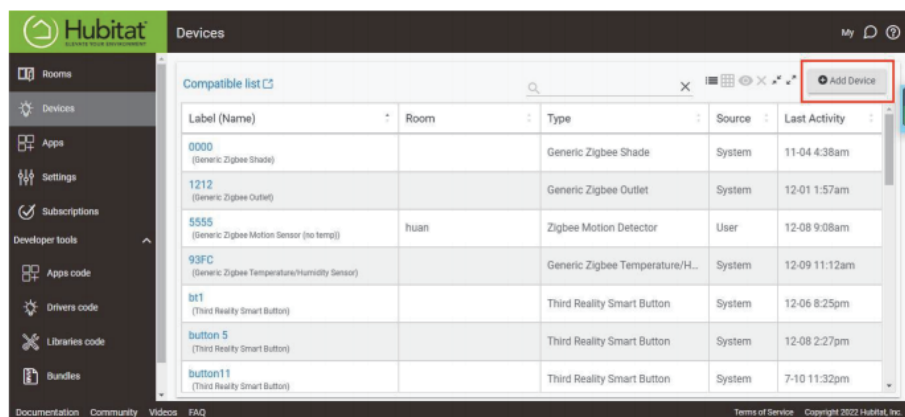 Hubitat
ELEVATE YOUR ENVIRONMENT
Devices
My
Rooms
Devices
Apps
Settings
Subscriptions
Developer tools
Apps code
Drivers code
Libraries code
Bundles
Compatible list
Add Device
Label (Name) Room Type Source Last Activity
0000
(Generic Zigbee Shade)
Generic Zigbee Shade System 11-04 4:38am
1212
(Generic Zigbee Outlet)
Generic Zigbee Outlet System 12-01 1:57am
5555
(Generic Zigbee Motion Sensor (no temp))
huan Zigbee Motion Detector User 12-08 9:08am
93FC
(Generic Zigbee Temperature/Humidity Sensor)
Generic Zigbee Temperature/H... System 12-09 11:12am
bt1
(Third Reality Smart Button)
Third Reality Smart Button System 12-06 8:25pm
button 5
(Third Reality Smart Button)
Third Reality Smart Button System 12-08 2:27pm
button11
(Third Reality Smart Button)
Third Reality Smart Button System 7-10 11:32pm
Documentation Community Videos FAQ
Terms of Service Copyright 2022 Hubitat, Inc.